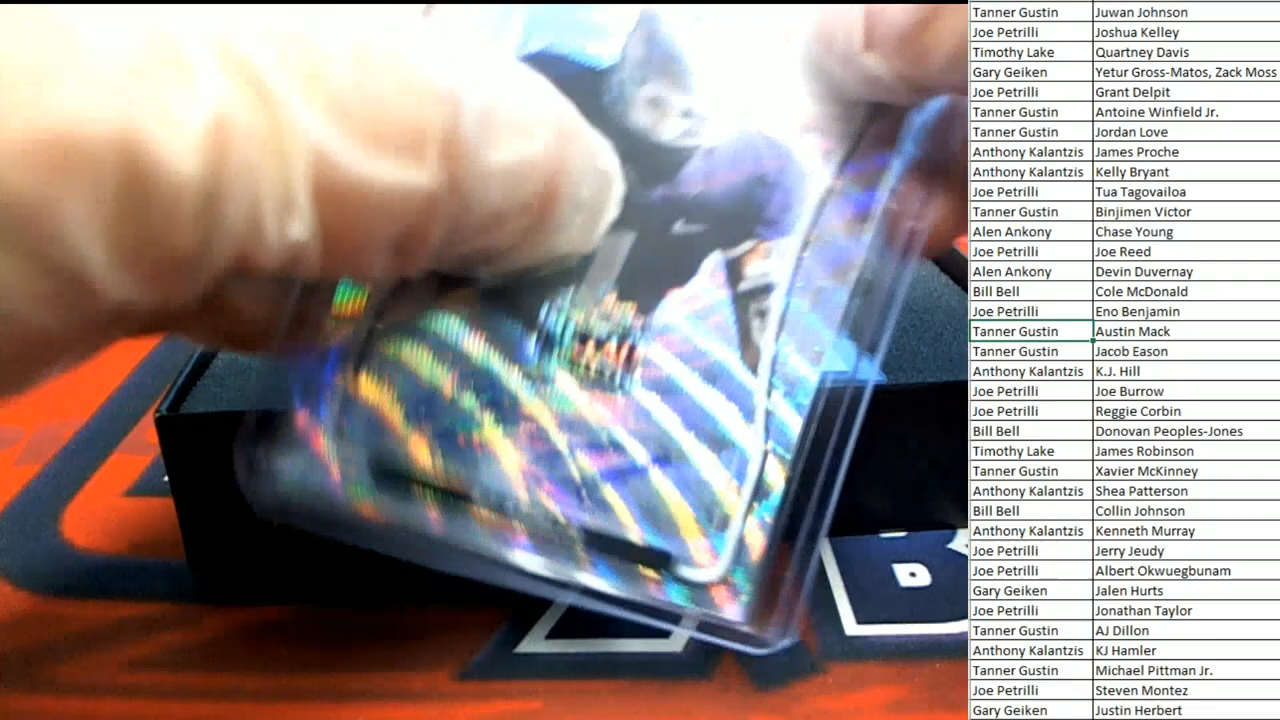 Tanner Gustin Juwan Johnson
Joe Petrilli Joshua Kelley
Timothy Lake Quartney Davis
Gary Geiken Yetur Gross-Matos, Zack Moss
Joe Petrilli Grant Delpit
Tanner Gustin Antoine Winfield Jr.
Tanner Gustin Jordan Love
Anthony Kalantzis James Proche
Anthony Kalantzis Kelly Bryant
Joe Petrilli Tua Tagovailoa
Tanner Gustin Binjimen Victor
Alen Ankony Chase Young
Joe Petrilli Joe Reed
Alen Ankony Devin Duvernay
Bill Bell Cole McDonald
Joe Petrilli Eno Benjamin
Tanner Gustin Austin Mack
Tanner Gustin Jacob Eason
Anthony Kalantzis K.J. Hill
Joe Petrilli Joe Burrow
Joe Petrilli Reggie Corbin
Bill Bell Donovan Peoples-Jones
Timothy Lake James Robinson
Tanner Gustin Xavier McKinney
Anthony Kalantzis Shea Patterson
Bill Bell Collin Johnson
Anthony Kalantzis Kenneth Murray
Joe Petrilli Jerry Jeudy
Joe Petrilli Albert Okwuegbunam
Gary Geiken Jalen Hurts
Joe Petrilli Jonathan Taylor
Tanner Gustin AJ Dillon
Anthony Kalantzis KJ Hamler
Tanner Gustin Michael Pittman Jr.
Joe Petrilli Steven Montez
Gary Geiken Justin Herbert